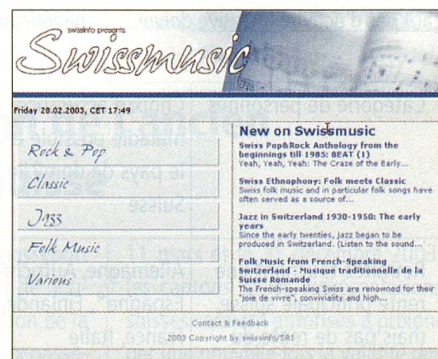 swissinfo presents
Swissmusic
Friday 28.02.2003, CET 17:49
Rock & Pop
Classic
Jazz
Folk Music
Various
New on Swissmusic
Swiss Pop&Rock Anthology from the
beginnings till 1985: BEAT (1)
Yeah, Yeah, Yeah: The Craze of the Early...
Swiss Ethnophony: Folk meets Classic
Swiss folk music and in particular folk songs have
often served as a source of...
Jazz in Switzerland 1930-1950: The early
years
Since the early twenties, Jazz began to be
produced in Switzerland. (Listen to the sound...
Folk Music from French-Speaking
Switzerland - Musique traditionnelle de la
Suisse Romande
The French-speaking Swiss are renowned for their
"joie de vivre", conviviality and high...
Contact & Feedback
2003 Copyright by swissinfo/SRI